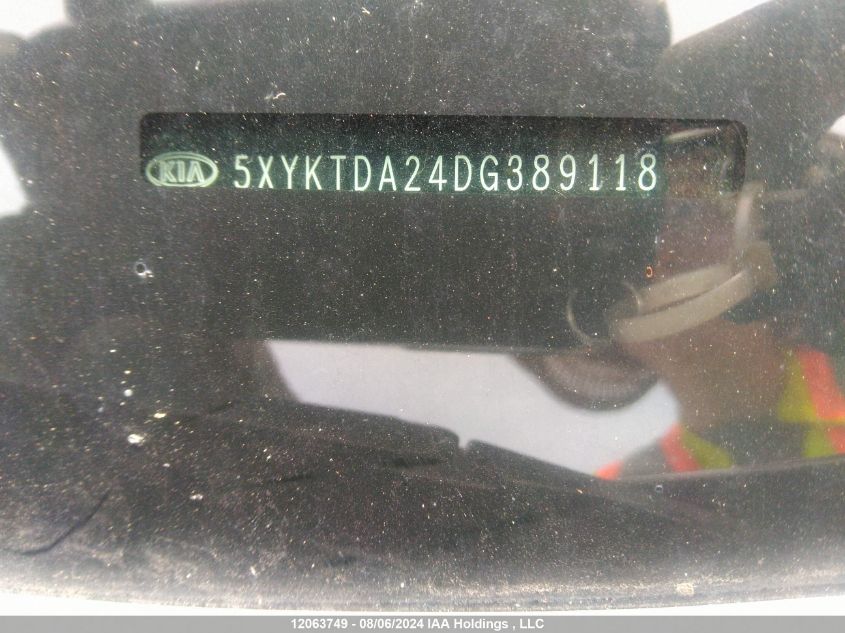 KIA 5XYKTDA24DG389118
12063749 - 08/06/2024 IAA Holdings , LLC